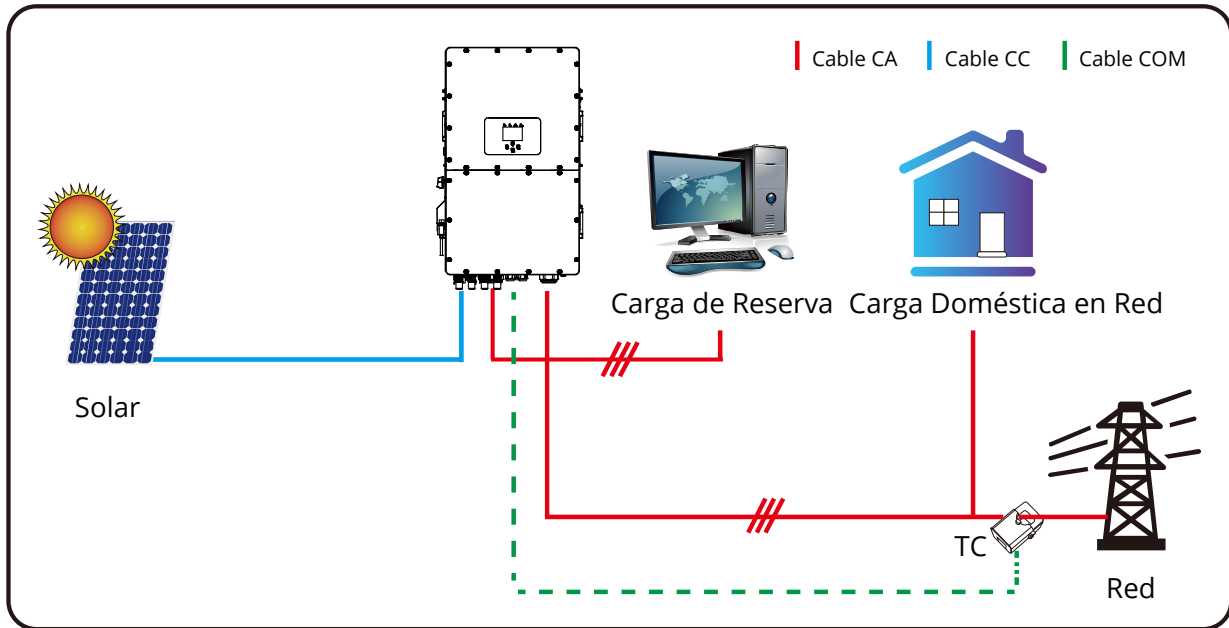 Cable CA
Cable CC
Cable COM
Carga de Reserva
Carga Doméstica en Red
Solar
TC
Red